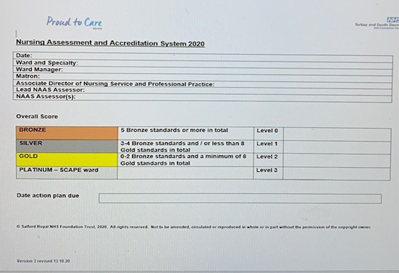 Proud to Care
NHS
Nursing Assessment and Accreditation System 2020
Date:
Ward and Specialty:
Ward Manager:
Matron:
Associate Director of Nursing Service and Professional Practice:
Lead NAAS Assessor:
NAAS Assessor(s):
Overall Score
BRONZE 5 Bronze standards or more in total Level 0
SILVER 3-4 Bronze standards and / or less than 8 Level 1
Gold standards in total
GOLD 0-2 Bronze standards and a minimum of 8 Level 2
Gold standards in total
PLATINUM – SCAPE ward Level 3
Date action plan due
© Salford Royal NHS Foundation Trust, 2020. All rights reserved. Not to be amended, circulated or reproduced in whole or in part without the permission of the copyright owner.
Version 3 revised 12.10.20